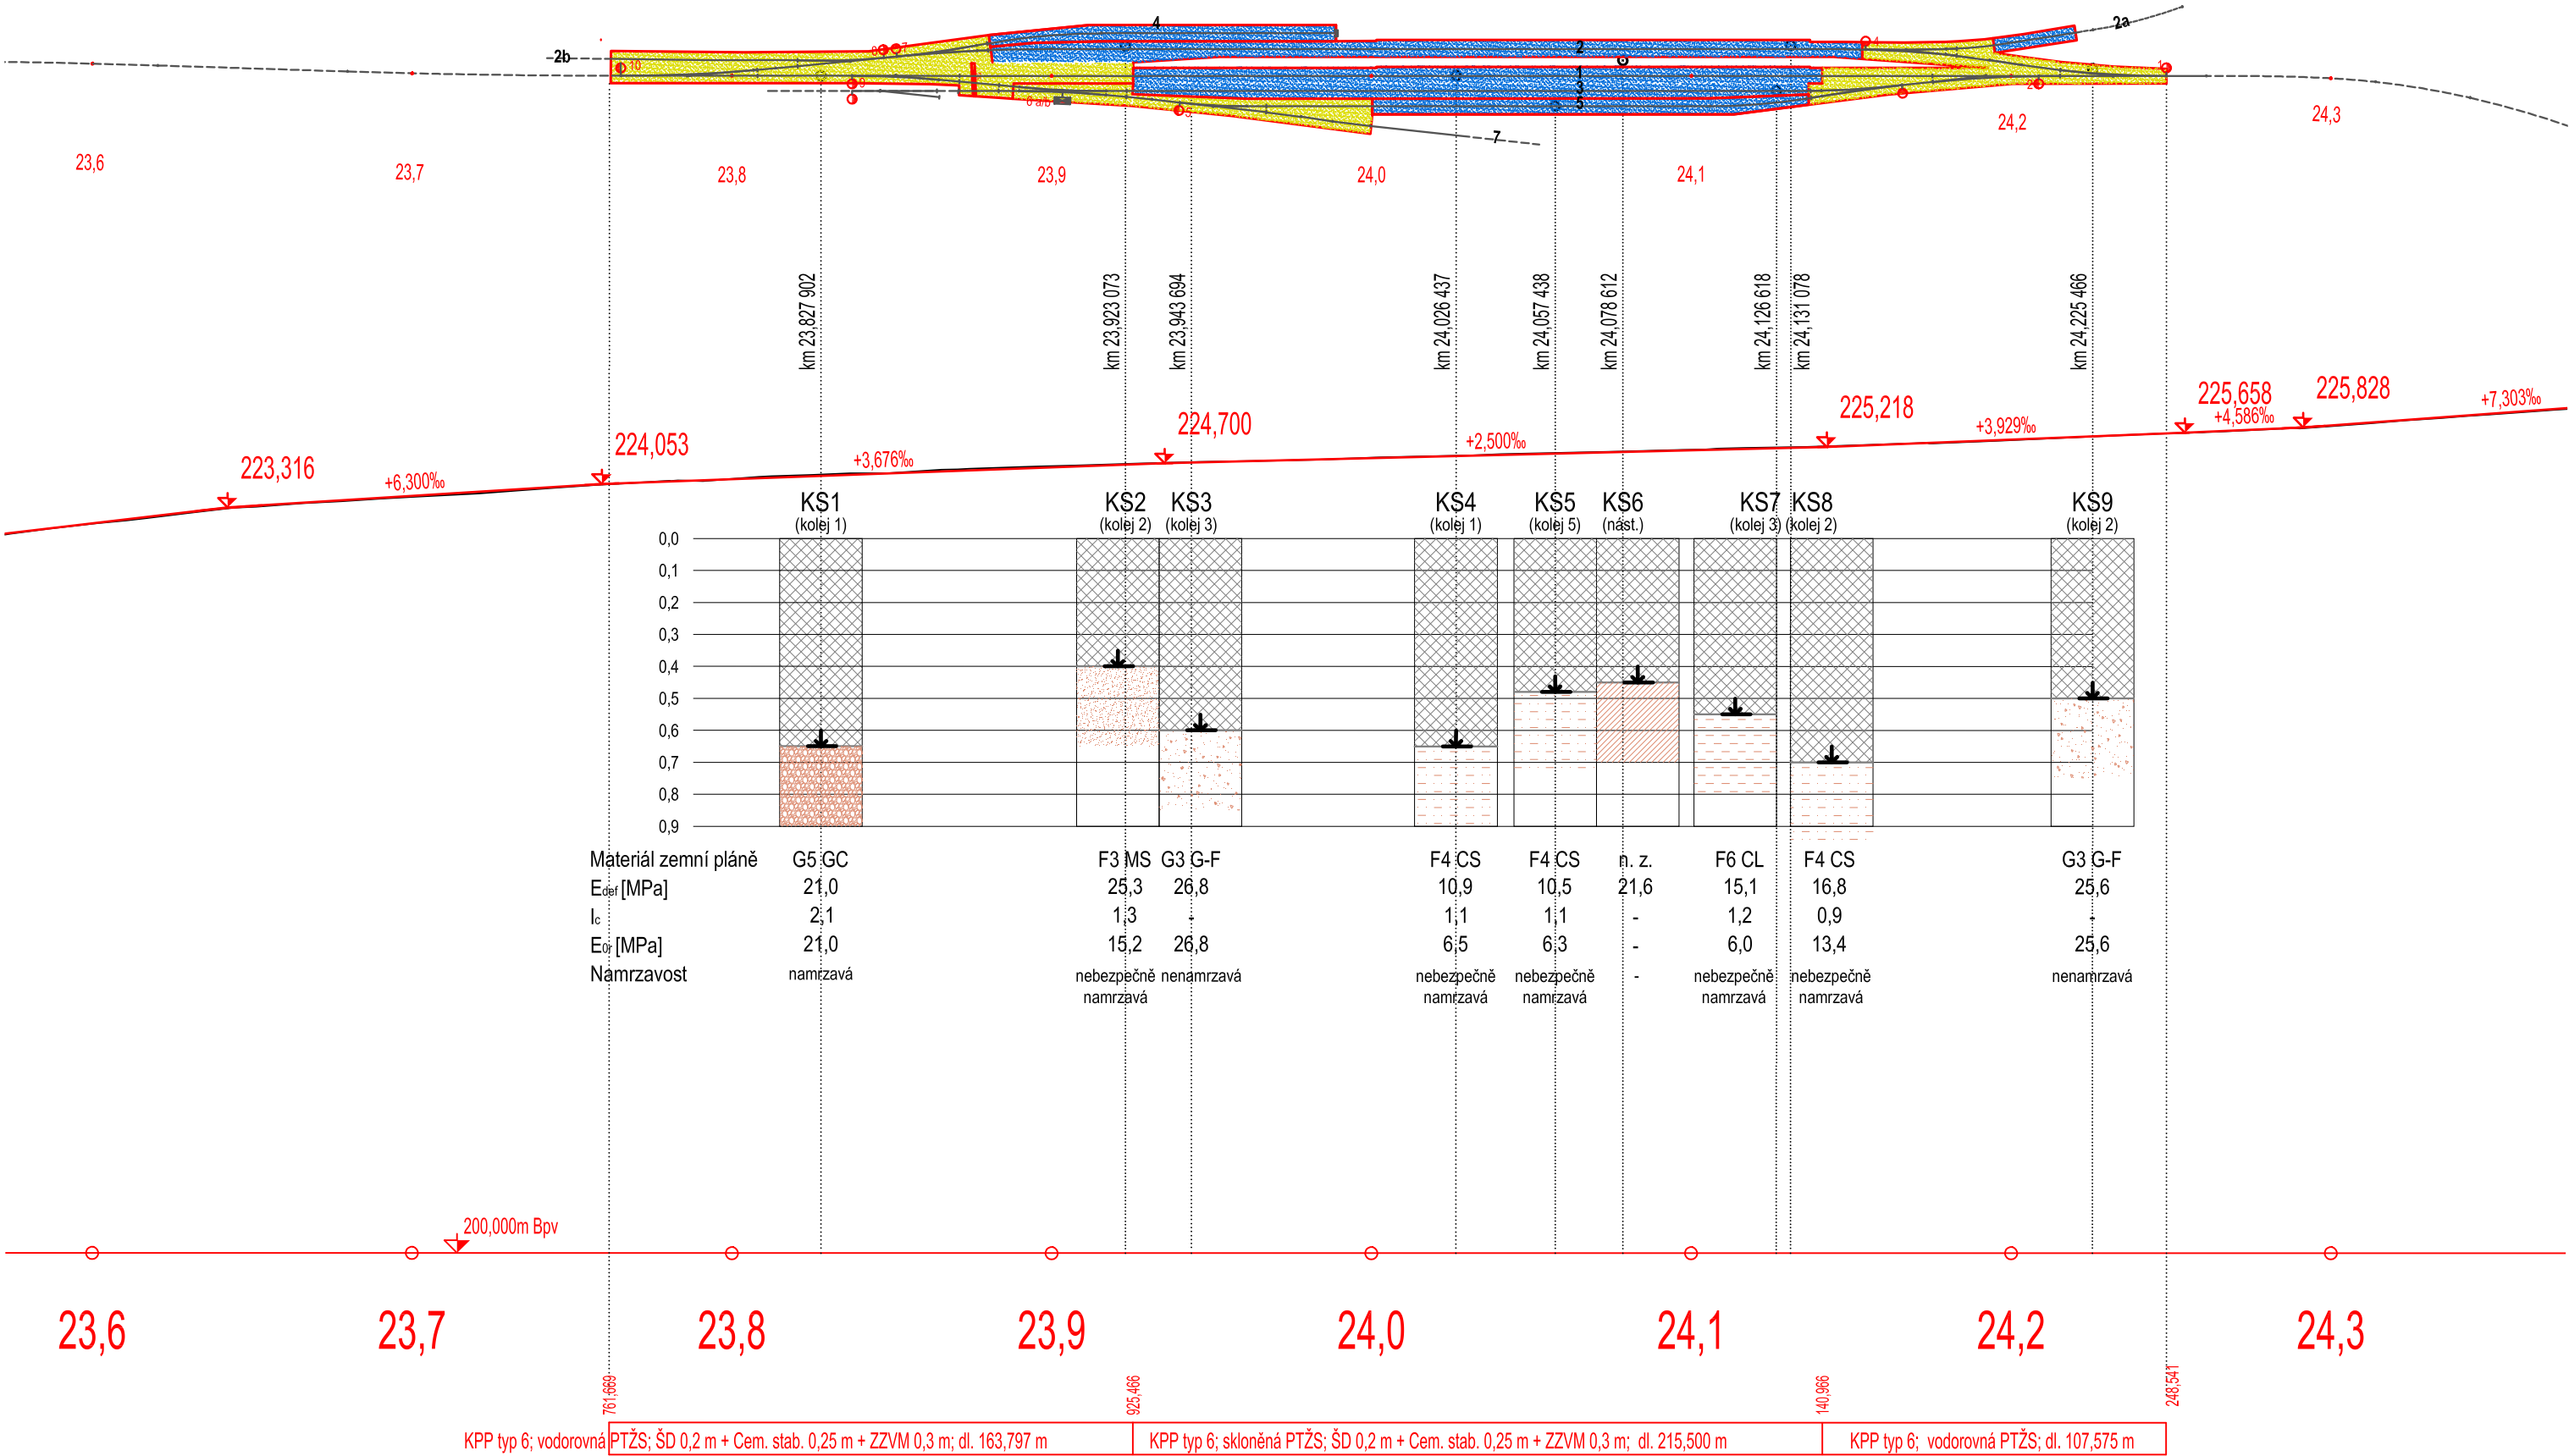 4
2
2a
2b
8
7
10
9
1
3
5
6 a/b
5
7
4
2
1
23,6
23,7
23,8
23,9
24,0
24,1
24,2
24,3
km 23,827 902
km 23,923 073
km 23,943 694
km 24,026 437
km 24,057 438
km 24,078 612
km 24,126 618
km 24,131 078
km 24,225 466
223,316
+6,300‰
224,053
+3,676‰
224,700
+2,500‰
225,218
+3,929‰
225,658
+4,586‰
225,828
+7,303‰
KS1 KS2 KS3 KS4 KS5 KS6 KS7 KS8 KS9
(kolej 1) (kolej 2) (kolej 3) (kolej 1) (kolej 5) (nást.) (kolej 3) (kolej 2) (kolej 2)
0,0
0,1
0,2
0,3
0,4
0,5
0,6
0,7
0,8
0,9
Materiál zemní pláně G5 GC F3 MS G3 G-F F4 CS F4 CS n. z. F6 CL F4 CS G3 G-F
Edef [MPa] 21,0 25,3 26,8 10,9 10,5 21,6 15,1 16,8 25,6
Ic 2,1 1,3 - 1,1 1,1 - 1,2 0,9 -
E0r [MPa] 21,0 15,2 26,8 6,5 6,3 - 6,0 13,4 25,6
Namrzavost namrzavá nebezpečně nenamrzavá nebezpečně nebezpečně - nebezpečně nebezpečně nenamrzavá
namrzavá namrzavá namrzavá namrzavá namrzavá
200,000m Bpv
23,6 23,7 23,8 23,9 24,0 24,1 24,2 24,3
761,669
925,466
140,966
248,541
KPP typ 6; vodorovná PTŽS; ŠD 0,2 m + Cem. stab. 0,25 m + ZZVM 0,3 m; dl. 163,797 m
KPP typ 6; skloněná PTŽS; ŠD 0,2 m + Cem. stab. 0,25 m + ZZVM 0,3 m; dl. 215,500 m
KPP typ 6; vodorovná PTŽS; dl. 107,575 m